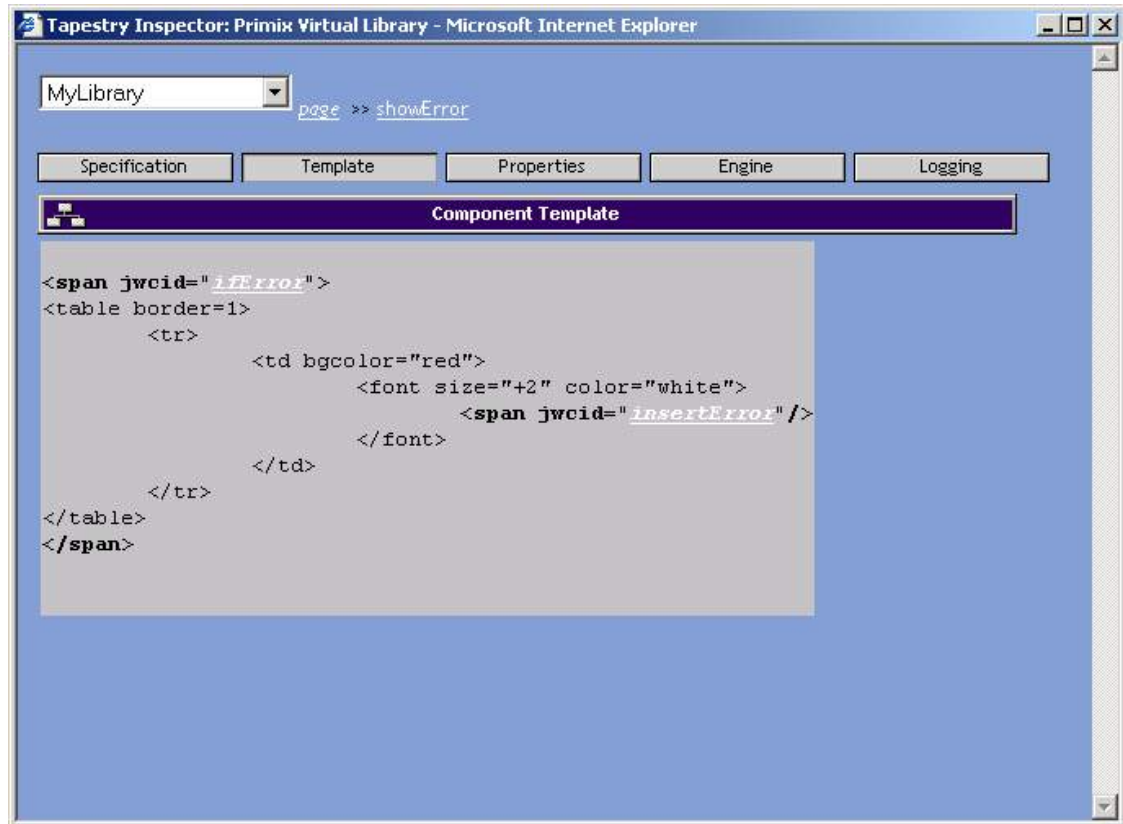 Tapestry Inspector: Primix Virtual Library - Microsoft Internet Explorer
MyLibrary page >> showError
Specification Template Properties Engine Logging
Component Template
<span jwcid="ifError">
<table border=1>
<tr>
<td bgcolor="red">
<font size="+2" color="white">
<span jwcid="insertError"/>
</font>
</td>
</tr>
</table>
</span>